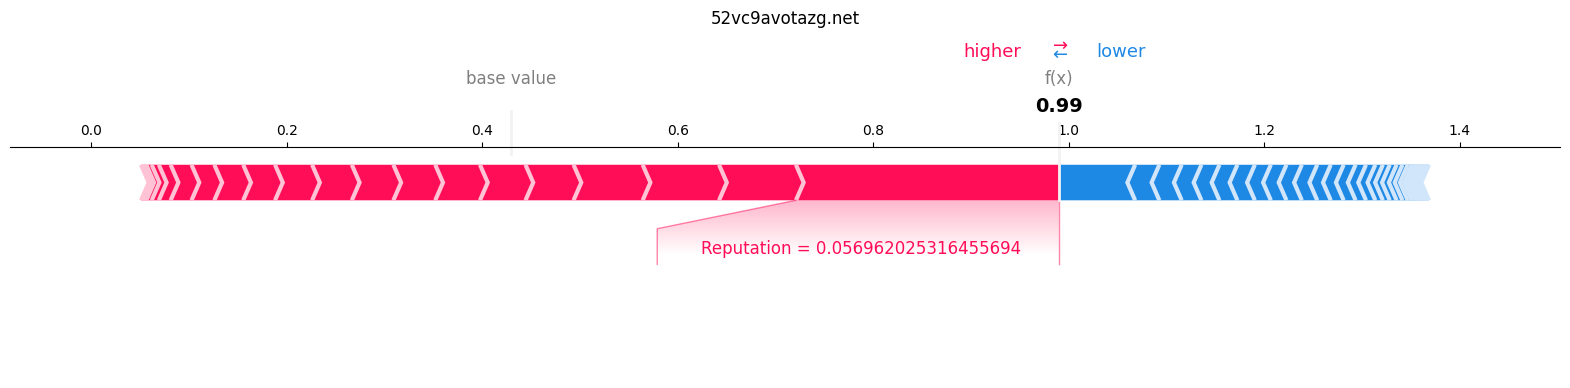 52vc9avotazg.net
higher → ← lower
base value f(x)
0.99
0.0 0.2 0.4 0.6 0.8 1.0 1.2 1.4
Reputation = 0.056962025316455694